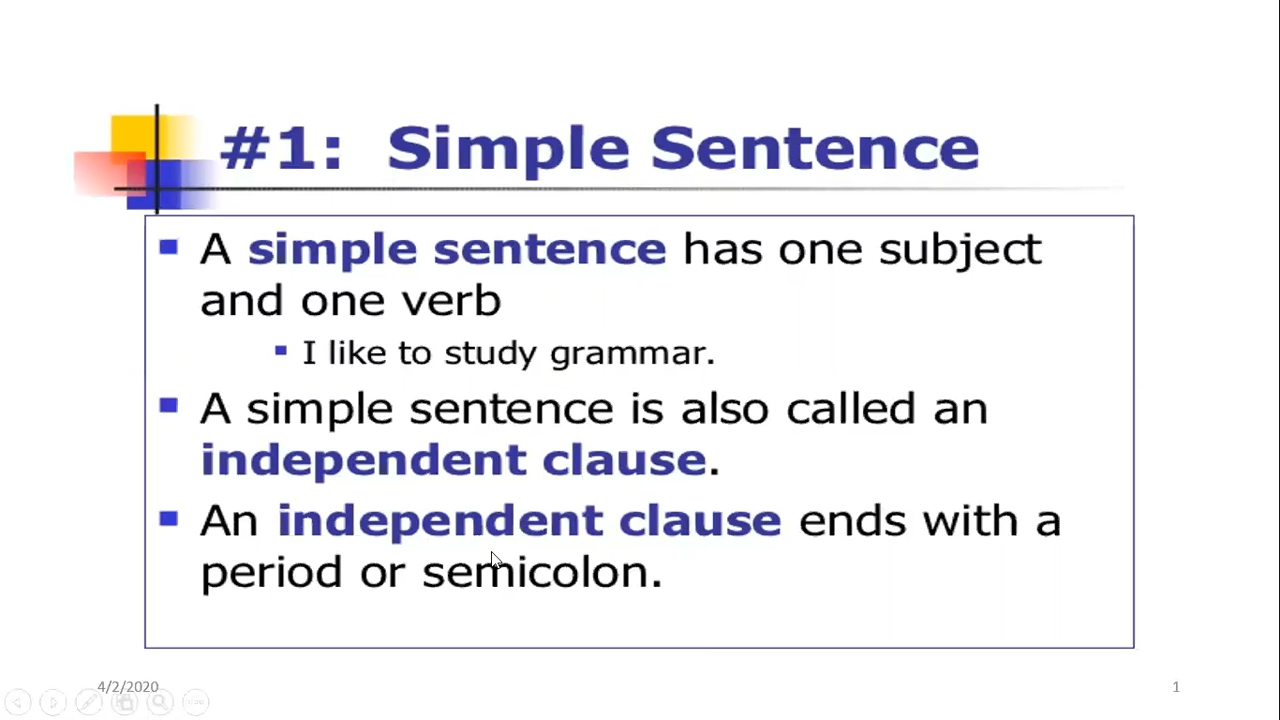 #1: Simple Sentence
A simple sentence has one subject
and one verb
I like to study grammar.
A simple sentence is also called an
independent clause.
An independent clause ends with a
period or semicolon.
4/2/2020
1